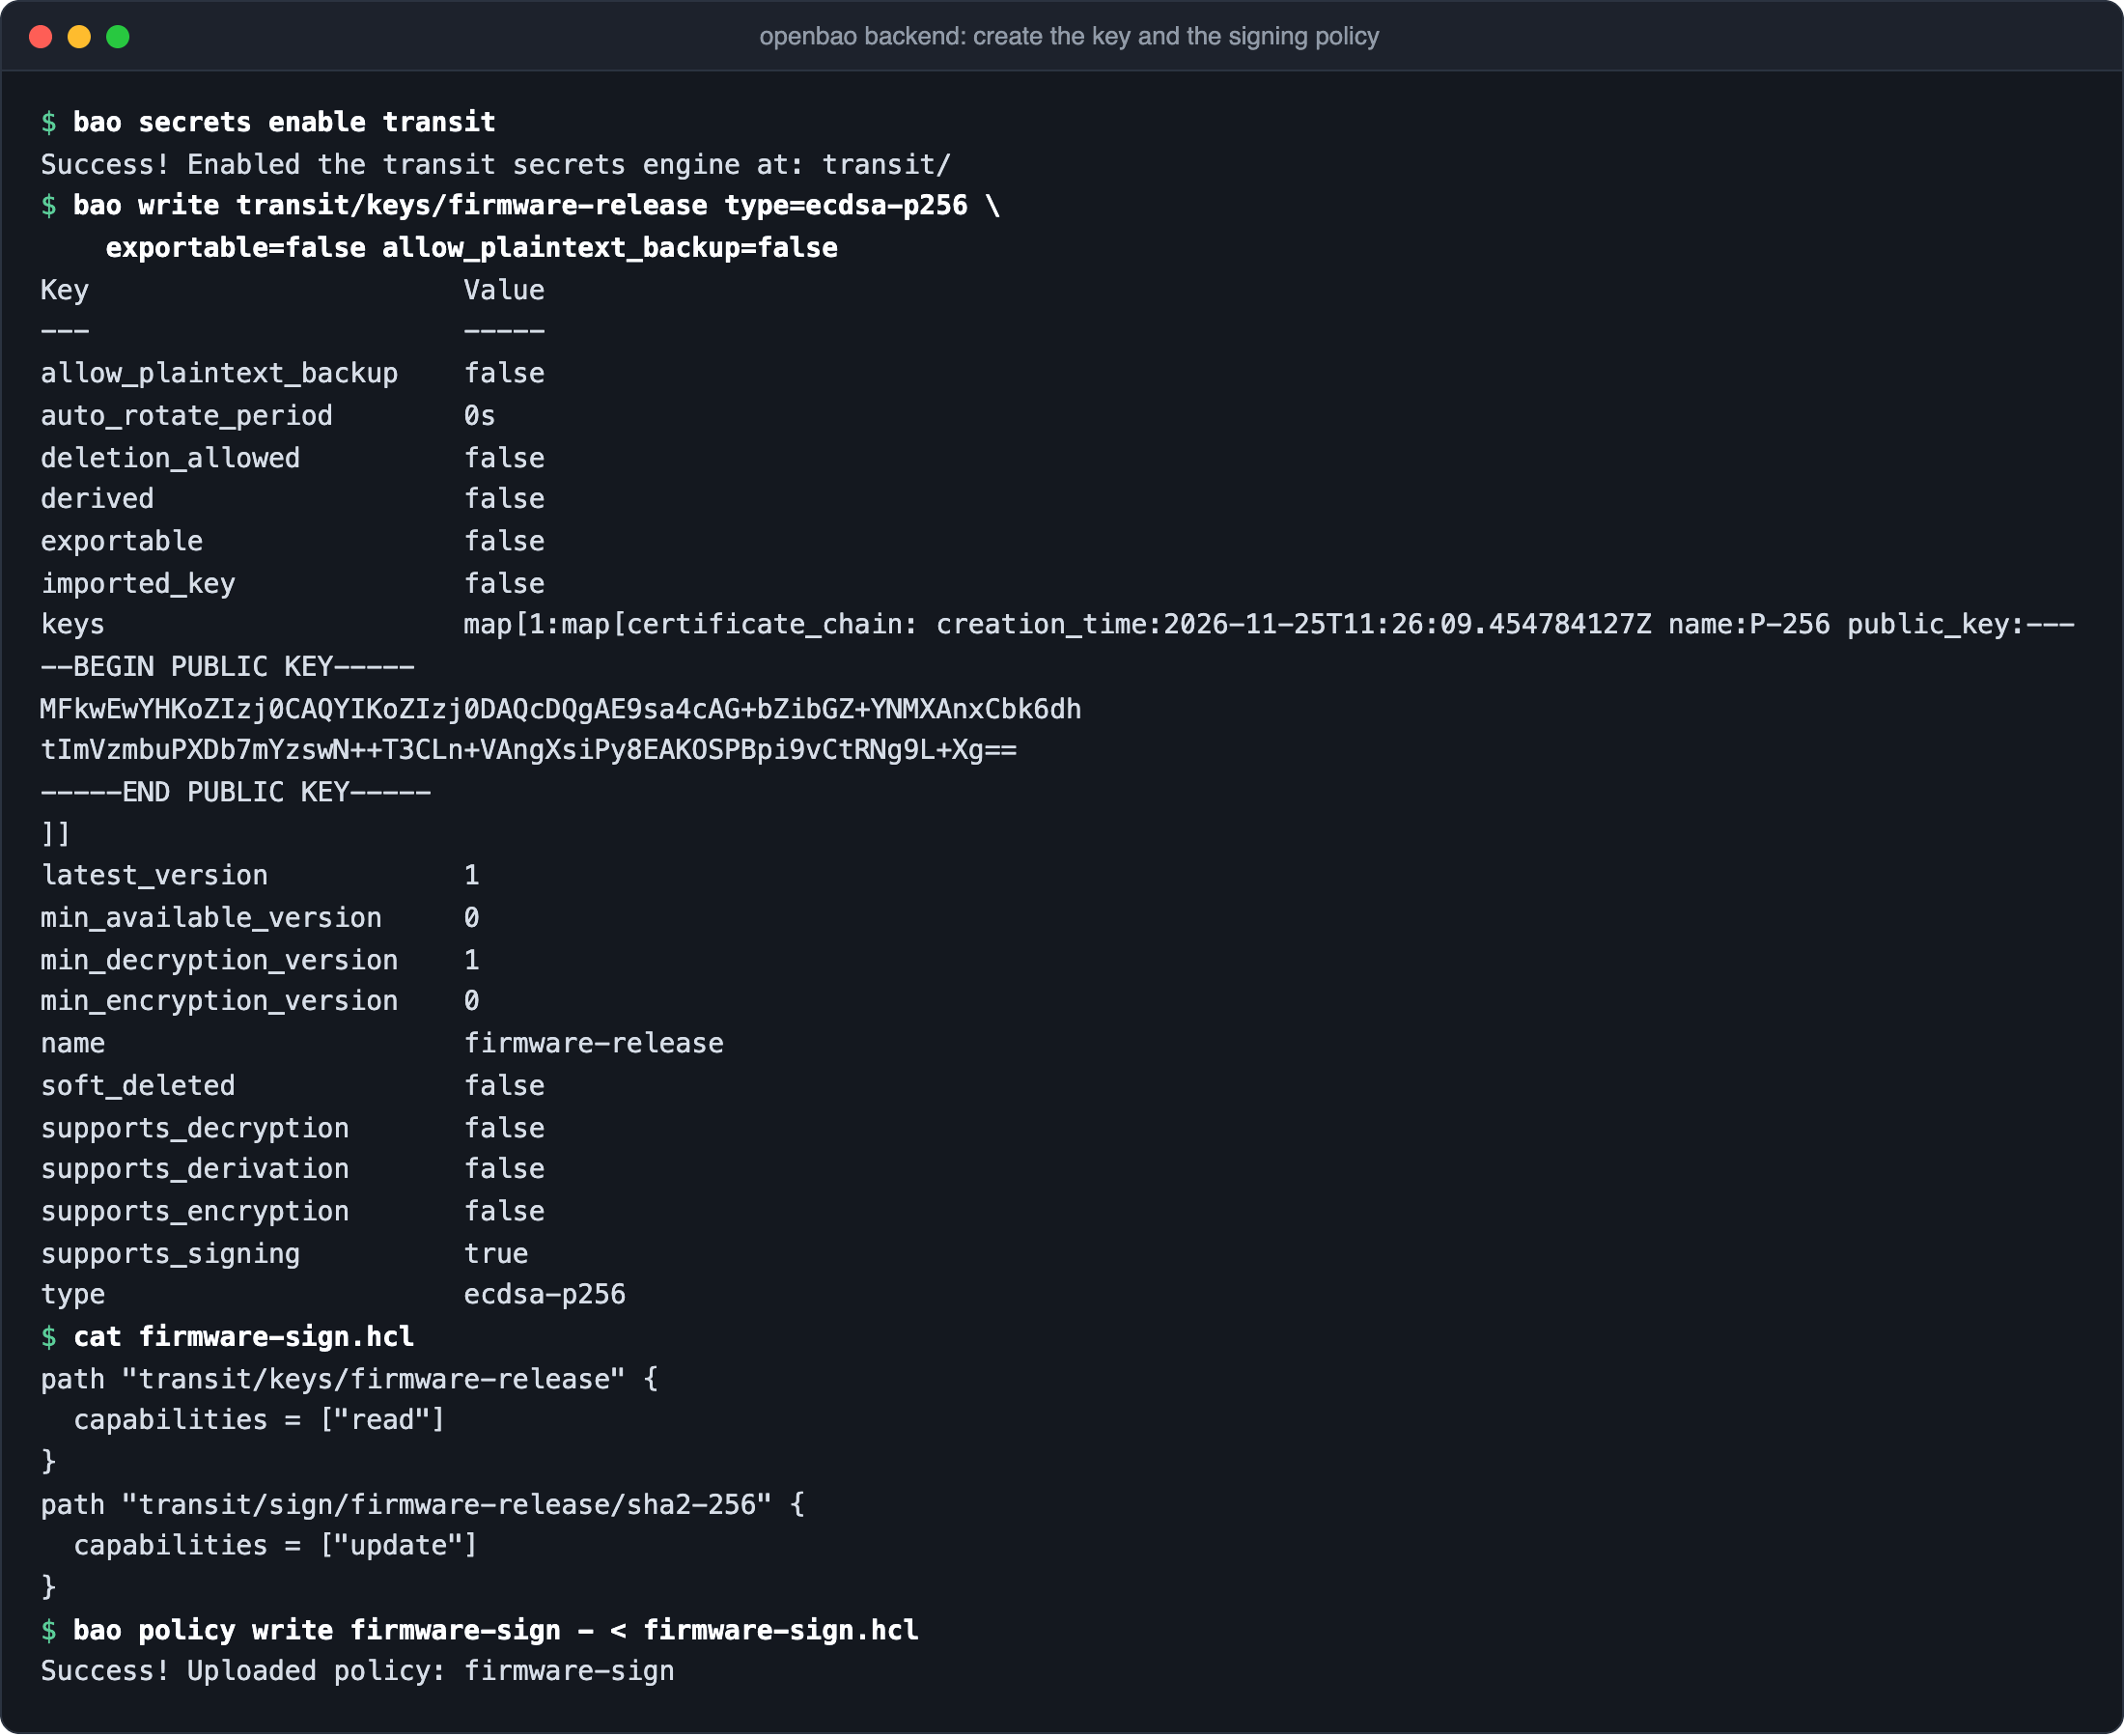 openbao backend: create the key and the signing policy
$ bao secrets enable transit
Success! Enabled the transit secrets engine at: transit/
$ bao write transit/keys/firmware-release type=ecdsa-p256 \
    exportable=false allow_plaintext_backup=false
Key                       Value
---                       -----
allow_plaintext_backup    false
auto_rotate_period        0s
deletion_allowed          false
derived                   false
exportable                false
imported_key              false
keys                      map[1:map[certificate_chain: creation_time:2026-11-25T11:26:09.454784127Z name:P-256 public_key:---
--BEGIN PUBLIC KEY-----
MFkwEwYHKoZIzj0CAQYIKoZIzj0DAQcDQgAE9sa4cAG+bZibGZ+YNMXAnxCbk6dh
tImVzmbuPXDb7mYzswN++T3CLn+VAngXsiPy8EAKOSPBpi9vCtRNg9L+Xg==
-----END PUBLIC KEY-----
]]
latest_version            1
min_available_version     0
min_decryption_version    1
min_encryption_version    0
name                      firmware-release
soft_deleted              false
supports_decryption       false
supports_derivation       false
supports_encryption       false
supports_signing          true
type                      ecdsa-p256
$ cat firmware-sign.hcl
path "transit/keys/firmware-release" {
  capabilities = ["read"]
}
path "transit/sign/firmware-release/sha2-256" {
  capabilities = ["update"]
}
$ bao policy write firmware-sign - < firmware-sign.hcl
Success! Uploaded policy: firmware-sign